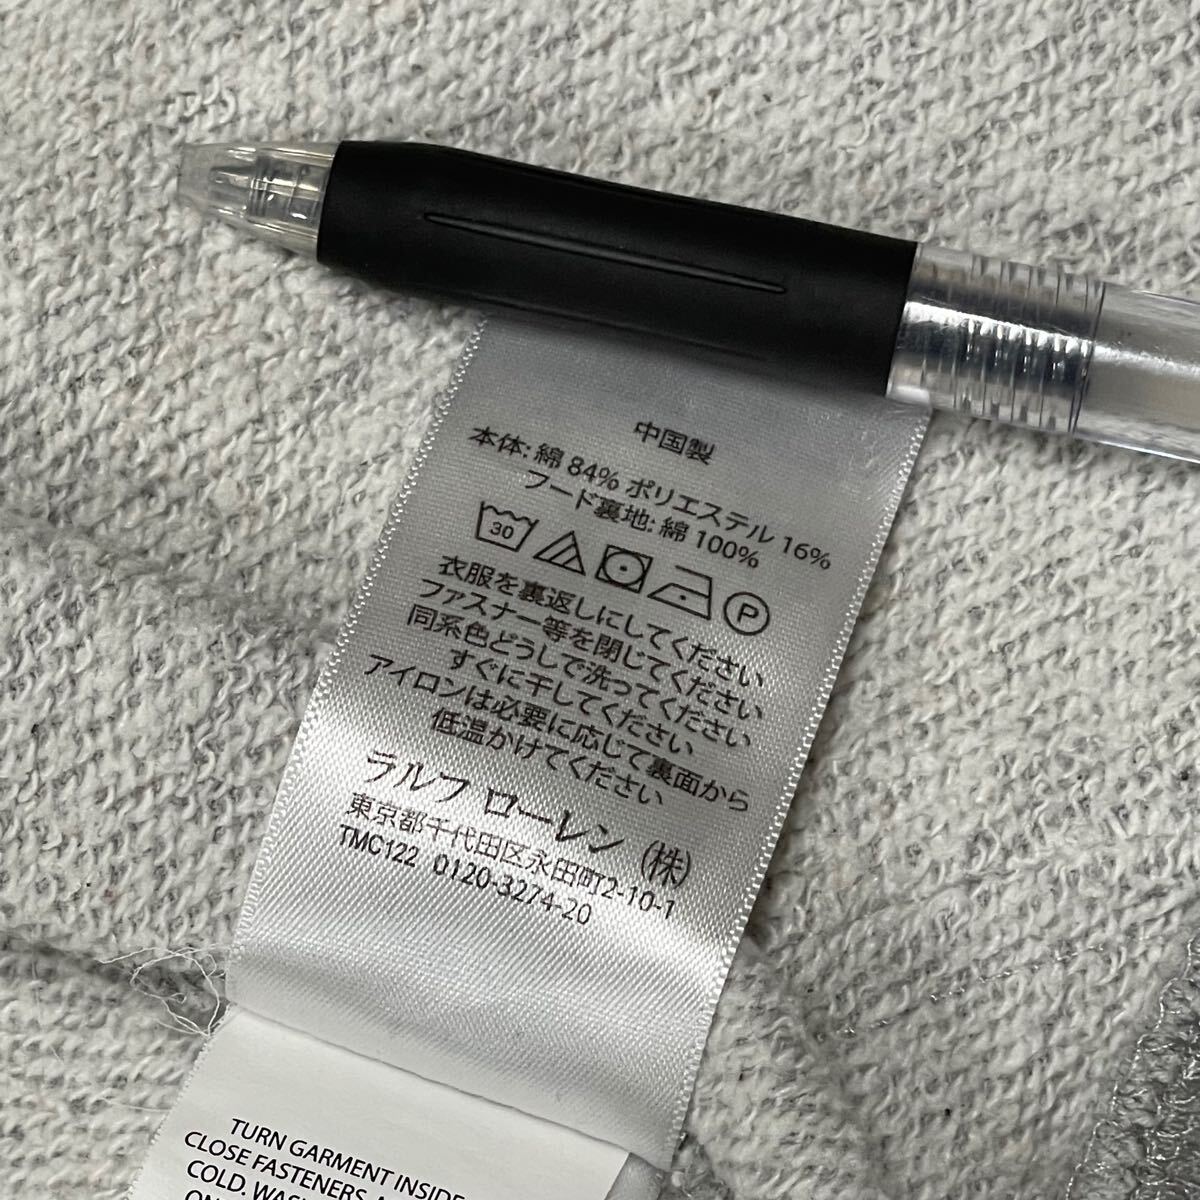 中国製
本体: 綿 84% ポリエステル 16%
フード裏地: 綿 100%
30 P
衣服を裏返しにしてください
ファスナー等を閉じてください
同系色どうしで洗ってください
すぐに干してください
アイロンは必要に応じて裏面から
低温かけてください
ラルフ ローレン (株)
東京都千代田区永田町2-10-1
TMC122 0120-3274-20
TURN GARMENT INSIDE
CLOSE FASTENERS
COLD. WAS
ON